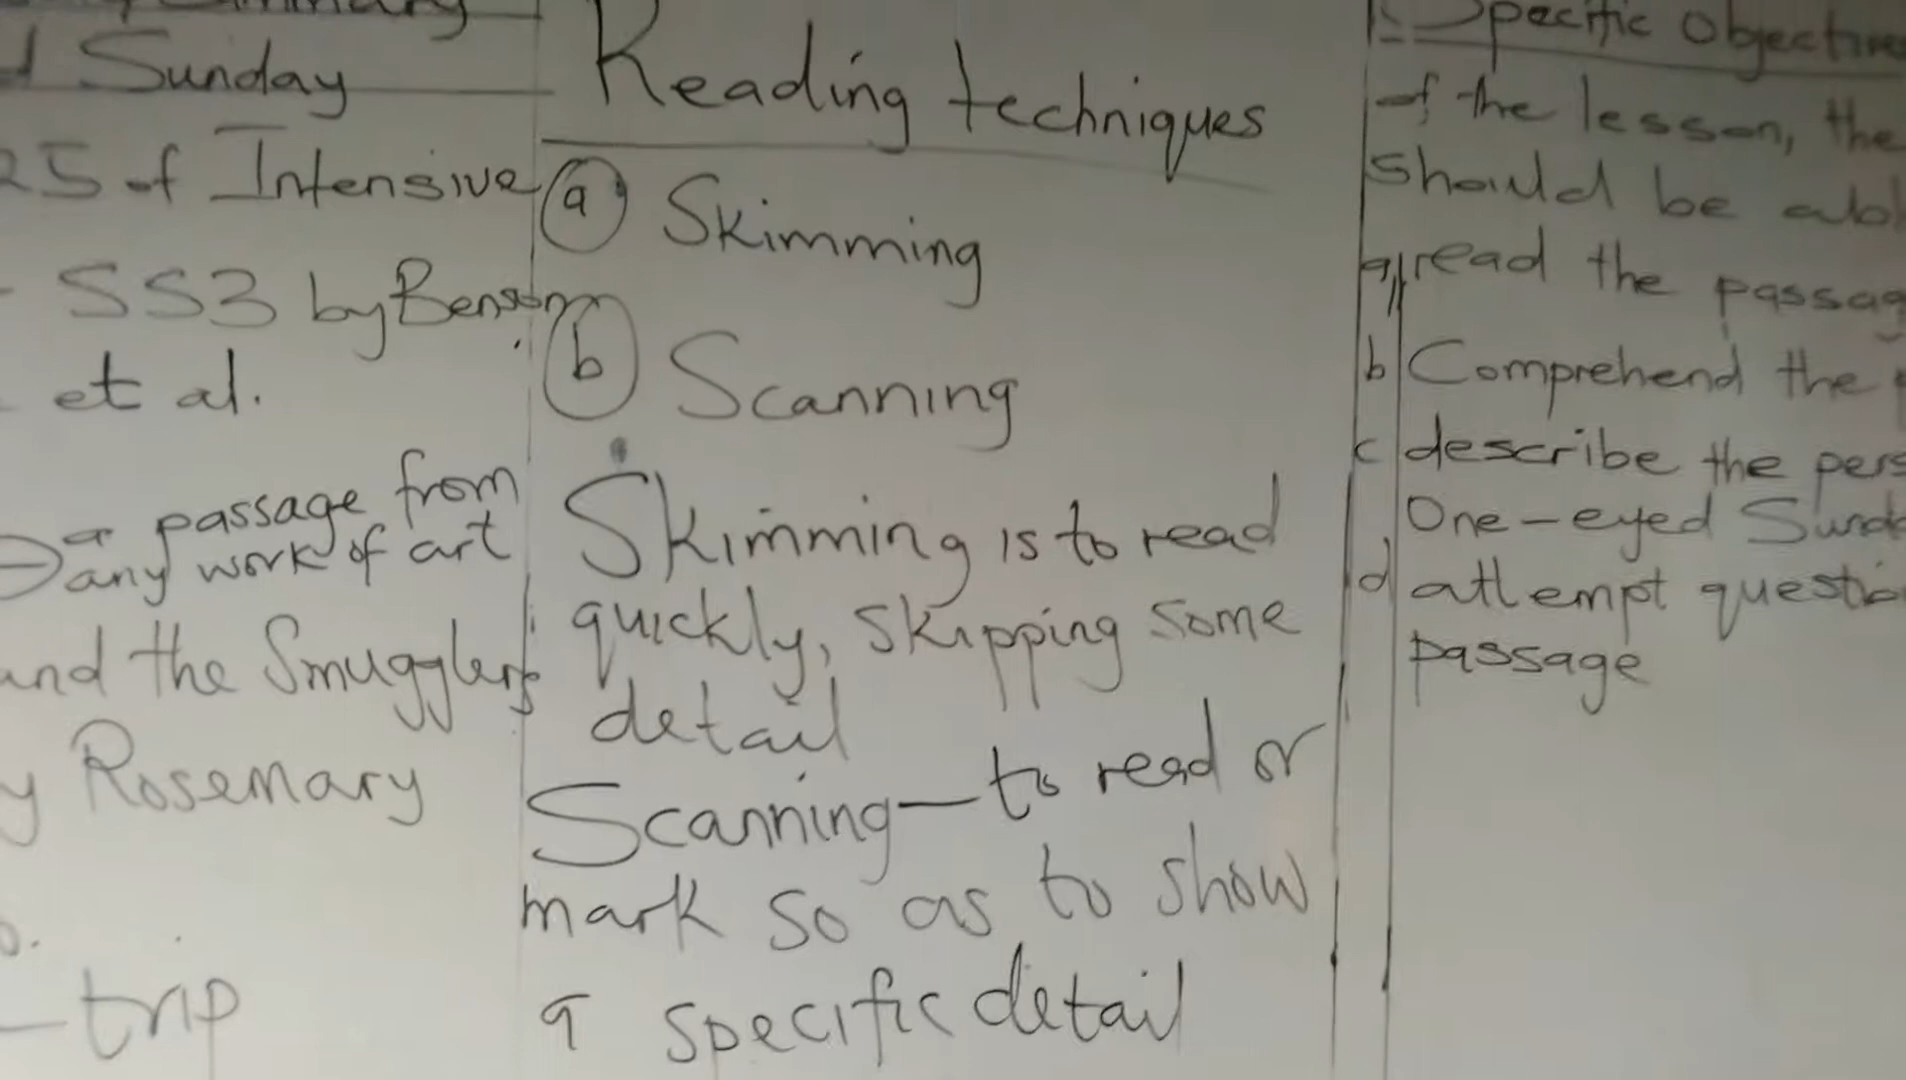 Sunday
25 of Intensive
- SS3 by Benson
et al.
a passage from
any work of art
and the Smugglers
y Rosemary
- trip
Reading techniques
(a) Skimming
(b) Scanning
Skimming is to read
quickly, skipping some
detail
Scanning — to read or
mark so as to show
a specific detail
Specific Objectives
of the lesson, the
should be abl
a read the passag
b Comprehend the
c describe the pers
One-eyed Sunda
d attempt questio
passage